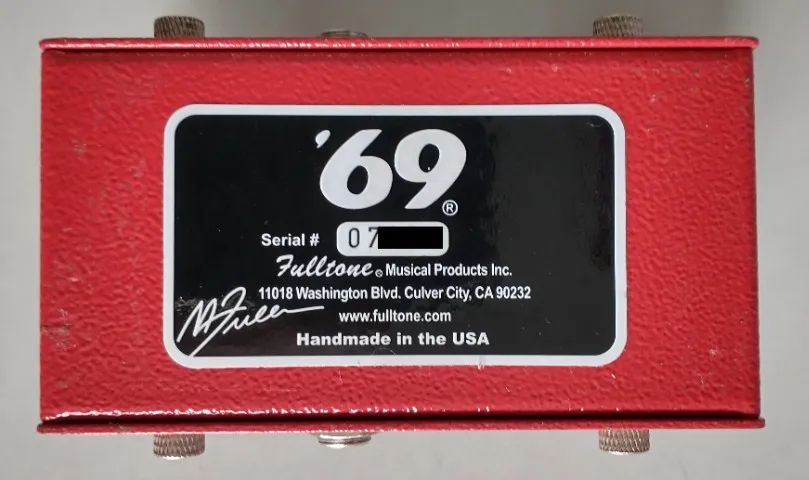 '69®
Serial # 07
Fulltone® Musical Products Inc.
11018 Washington Blvd. Culver City, CA 90232
www.fulltone.com
Handmade in the USA
M Fuller